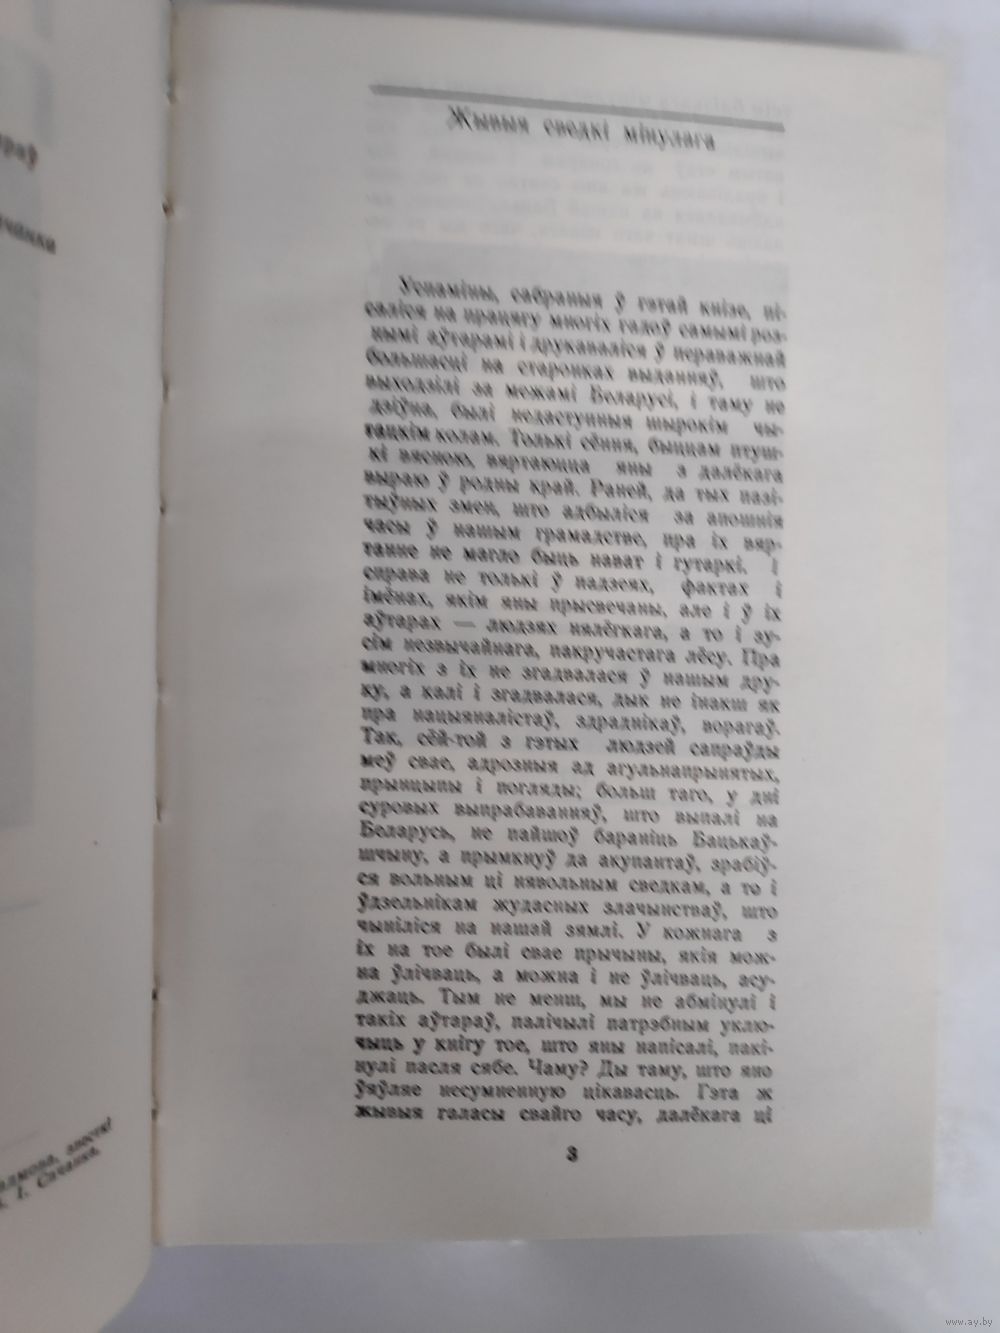 Жывыя сведкі мінулага
Успаміны, сабраныя ў гэтай кнізе, пі-
саліся на працягу многіх гадоў самымі роз-
нымі аўтарамі і друкаваліся ў пераважнай
большасці на старонках выданняў, што
выходзілі за межамі Беларусі, і таму не
дзіўна, былі недаступныя шырокім чы-
тацкім колам. Толькі сёння, быццам птуш-
кі вясною, вяртаюцца яны з далёкага
выраю ў родны край. Раней, да тых пазі-
тыўных змен, што адбыліся за апошнія
часы ў нашым грамадстве, пра іх вяр-
танне не магло быць нават і гутаркі. І
справа не толькі ў падзеях, фактах і
імёнах, якім яны прысвечаны, але і ў іх
аўтарах — людзях нялёгкага, а то і зу-
сім незвычайнага, пакручастага лёсу. Пра
многіх з іх не згадвалася ў нашым дру-
ку, а калі і згадвалася, дык не інакш як
пра нацыяналістаў, здраднікаў, ворагаў.
Так, сёй-той з гэтых людзей сапраўды
меў свае, адрозныя ад агульнапрынятых,
прынцыпы і погляды; больш таго, у дні
суровых выпрабаванняў, што выпалі на
Беларусь, не пайшоў бараніць Бацькаў-
шчыну, а прымкнуў да акупантаў, зрабіў-
ся вольным ці нявольным сведкам, а то і
ўдзельнікам жудасных злачынстваў, што
чыніліся на нашай зямлі. У кожнага з
іх на тое былі свае прычыны, якія мож-
на ўлічваць, а можна і не ўлічваць, асу-
джаць. Тым не менш, мы не абмінулі і
такіх аўтараў, палічылі патрэбным уклю-
чыць у кнігу тое, што яны напісалі, пакі-
нулі пасля сябе. Чаму? Ды таму, што яно
ўяўляе несумненную цікавасць. Гэта ж
жывыя галасы свайго часу, далёкага ці
3
І. Сачанка.
www.ay.by